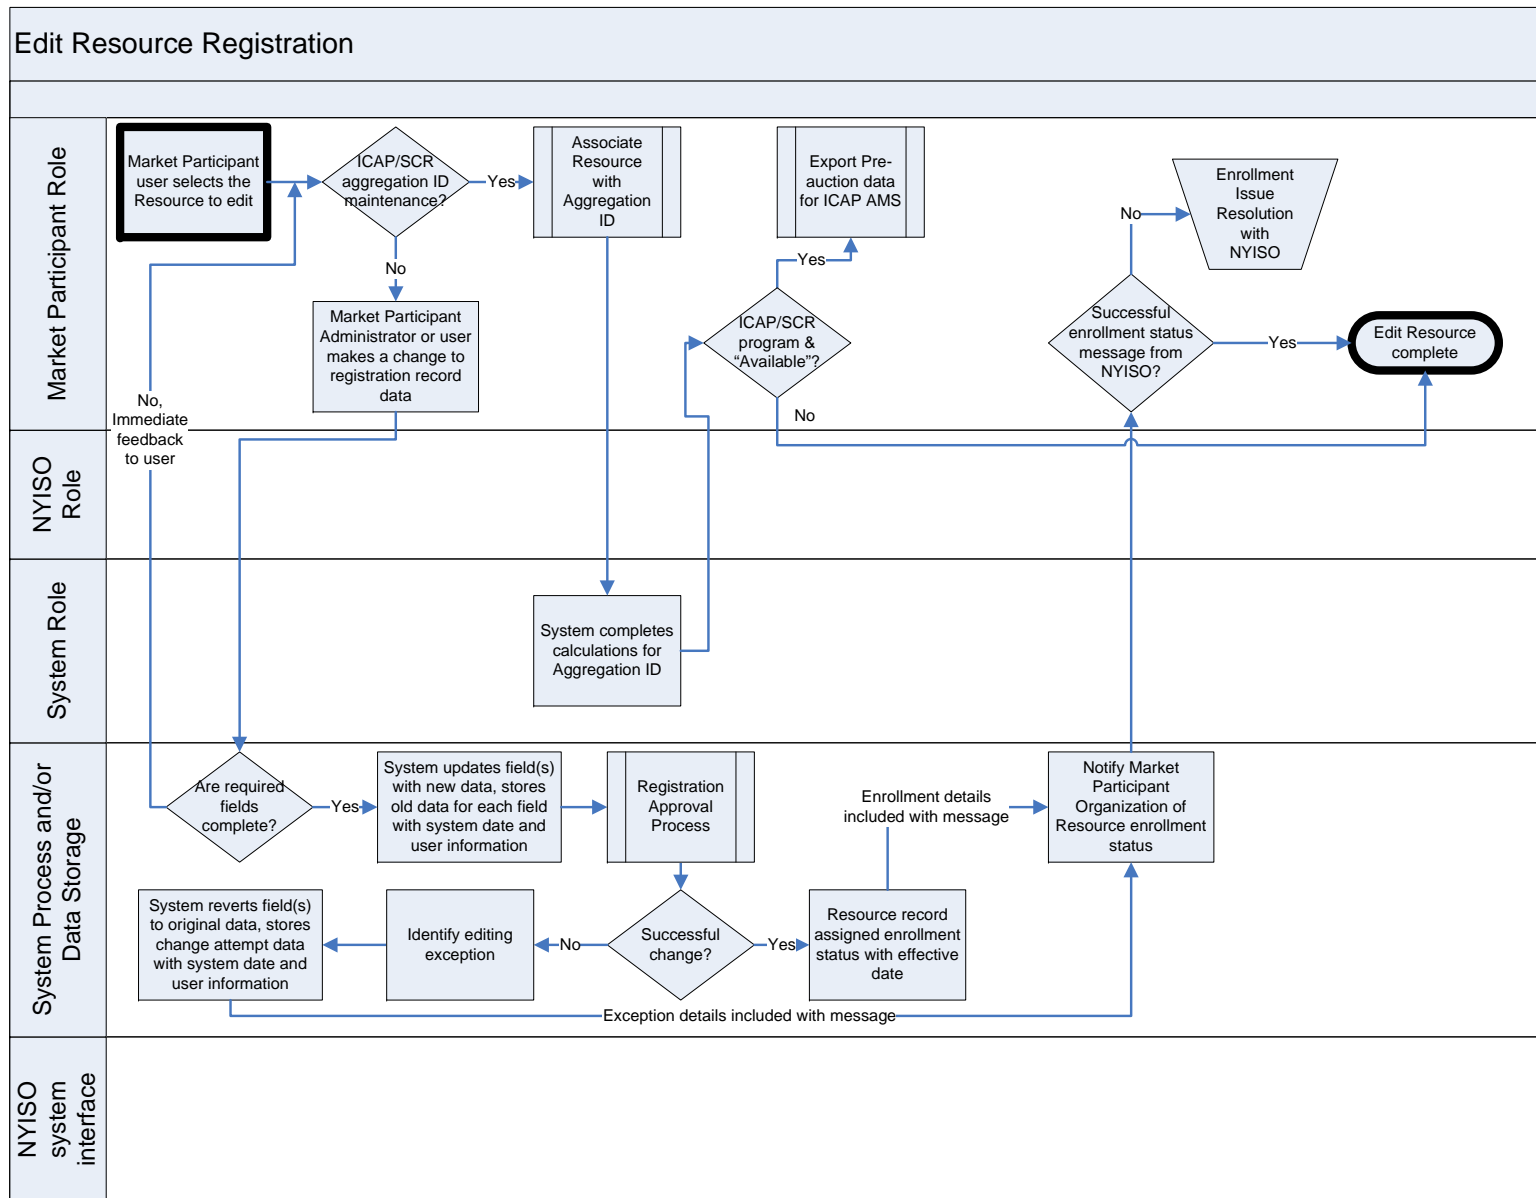 Edit Resource Registration
Market Participant Role
Market Participant
user selects the
Resource to edit
ICAP/SCR
aggregation ID
maintenance?
Yes
Associate
Resource
with
Aggregation
ID
Export Pre-
auction data
for ICAP AMS
Enrollment
Issue
Resolution
with
NYISO
No
No
Yes
Market Participant
Administrator or user
makes a change to
registration record
data
ICAP/SCR
program &
“Available”?
Successful
enrollment status
message from
NYISO?
Yes
Edit Resource
complete
No,
Immediate
feedback
to user
No
NYISO
Role
System Role
System completes
calculations for
Aggregation ID
System Process and/or
Data Storage
Are required
fields
complete?
Yes
System updates field(s)
with new data, stores
old data for each field
with system date and
user information
Registration
Approval
Process
Enrollment details
included with message
Notify Market
Participant
Organization of
Resource enrollment
status
System reverts field(s)
to original data, stores
change attempt data
with system date and
user information
Identify editing
exception
No
Successful
change?
Yes
Resource record
assigned enrollment
status with effective
date
Exception details included with message
NYISO
system
interface